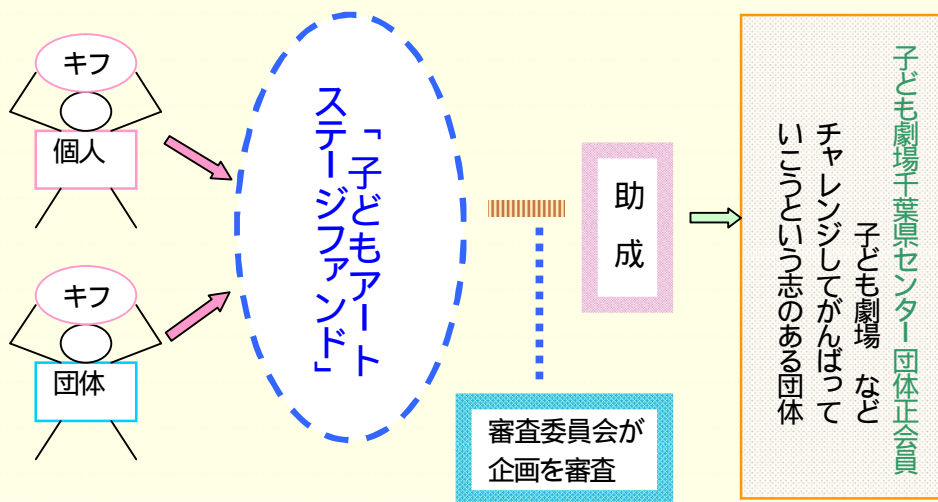 キフ
個人
キフ
団体
「子どもアート
ステージファンド」
助
成
審査委員会が
企画を審査
子ども劇場千葉県センター団体正会員
子ども劇場 など
チャレンジしてがんばって
いこうという志のある団体